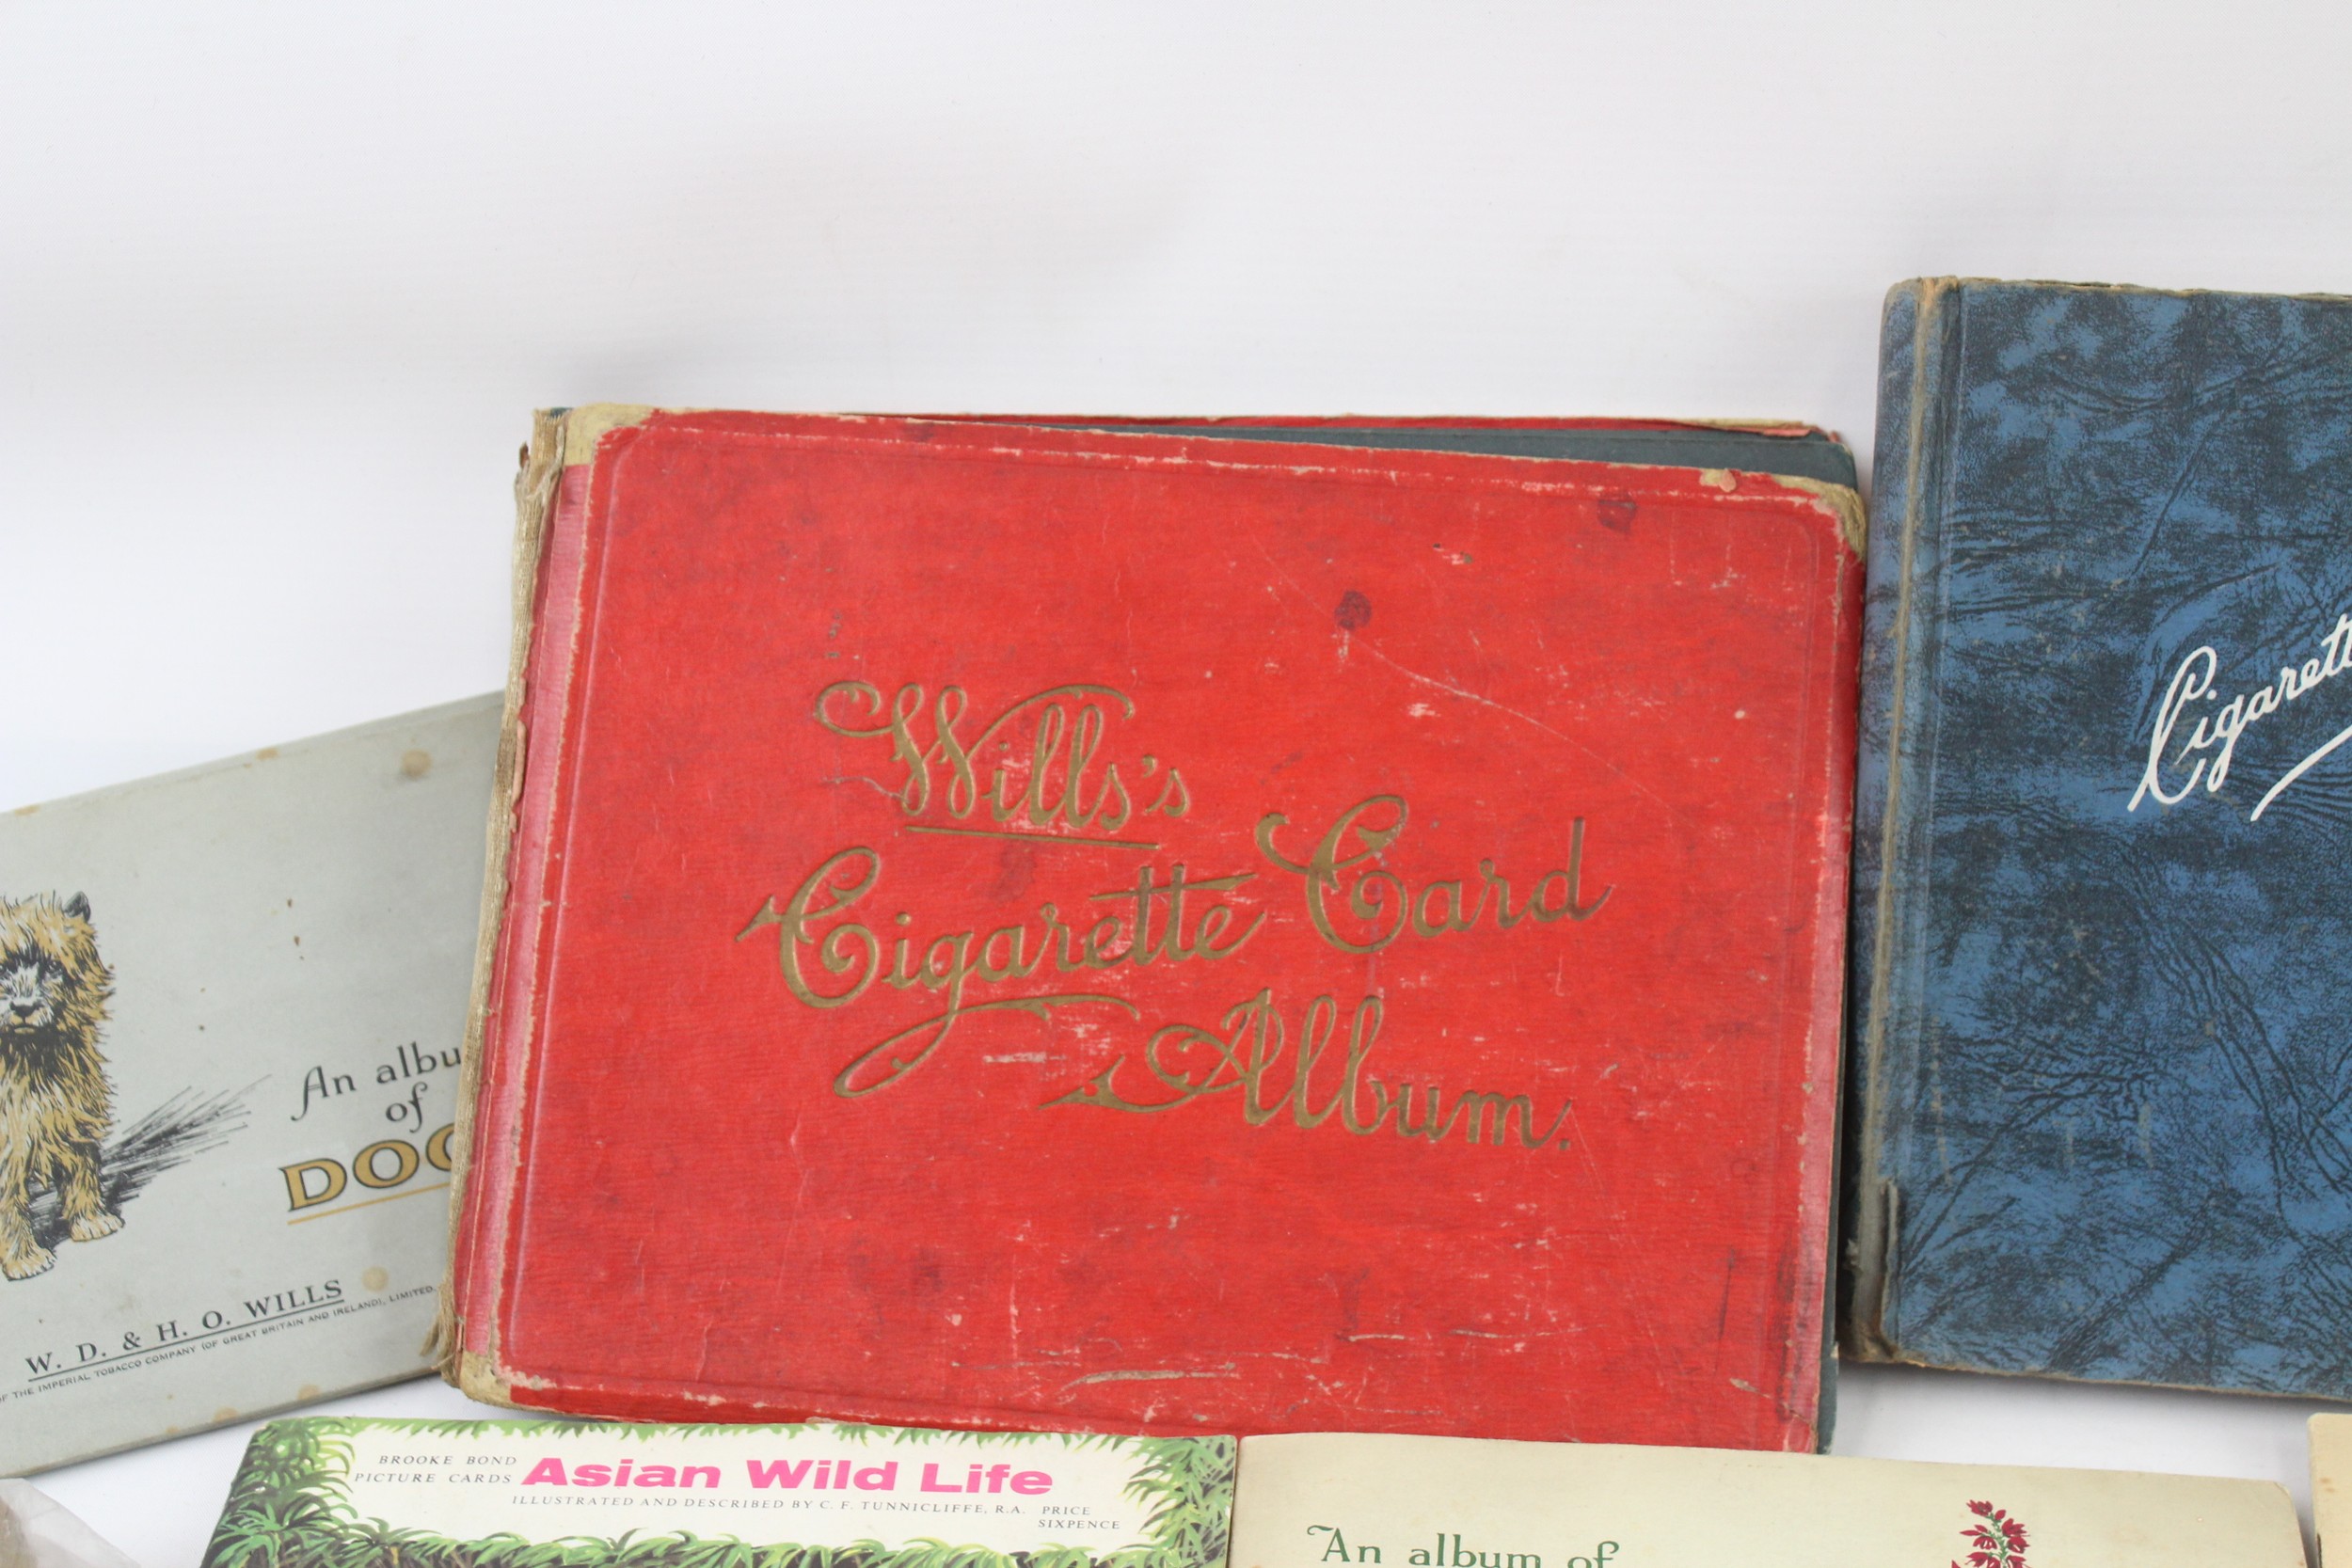 Wills's
Cigarette Card
Album.
An
of
W. D. & H. O. WILLS
OF THE IMPERIAL TOBACCO COMPANY (OF GREAT BRITAIN AND IRELAND), LIMITED.
BROOKE BOND
PICTURE CARDS
Asian Wild Life
ILLUSTRATED AND DESCRIBED BY C. F. TUNNICLIFFE, R.A.
PRICE
SIXPENCE
An album of